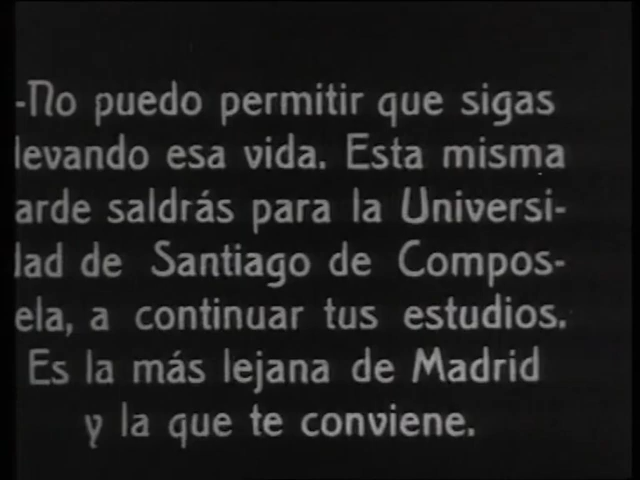 -No puedo permitir que sigas
levando esa vida. Esta misma
arde saldrás para la Universi-
dad de Santiago de Compos-
ela, a continuar tus estudios.
Es la más lejana de Madrid
y la que te conviene.